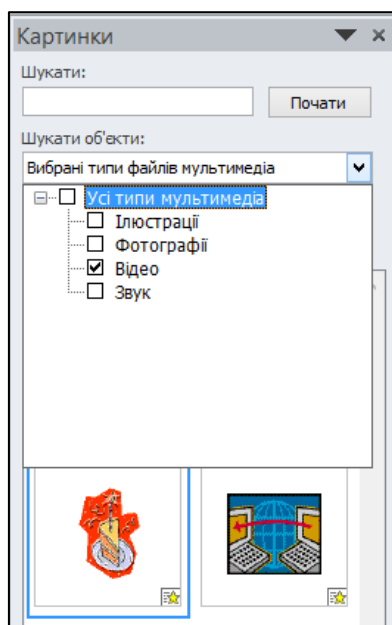 Картинки
Шукати:
Почати
Шукати об'єкти:
Вибрані типи файлів мультимедіа
Усі типи мультимедіа
Ілюстрації
Фотографії
Відео
Звук